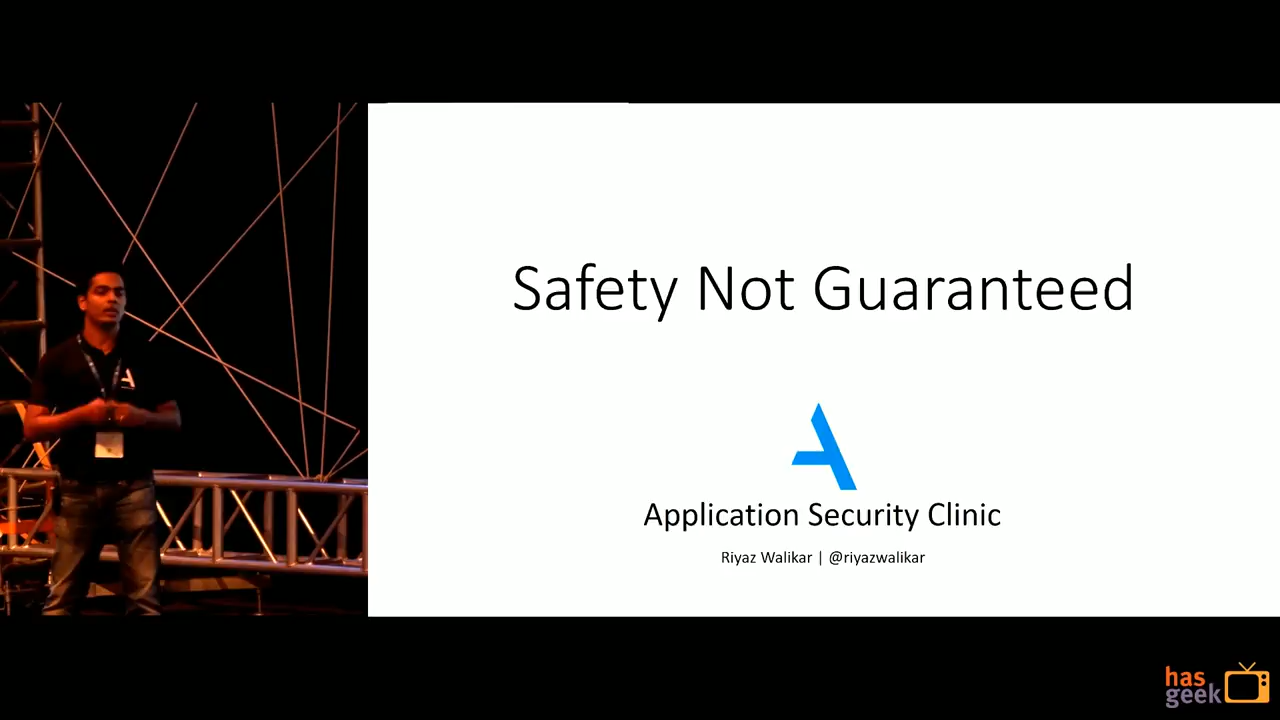 Safety Not Guaranteed
Application Security Clinic
Riyaz Walikar | @riyazwalikar
has
geek